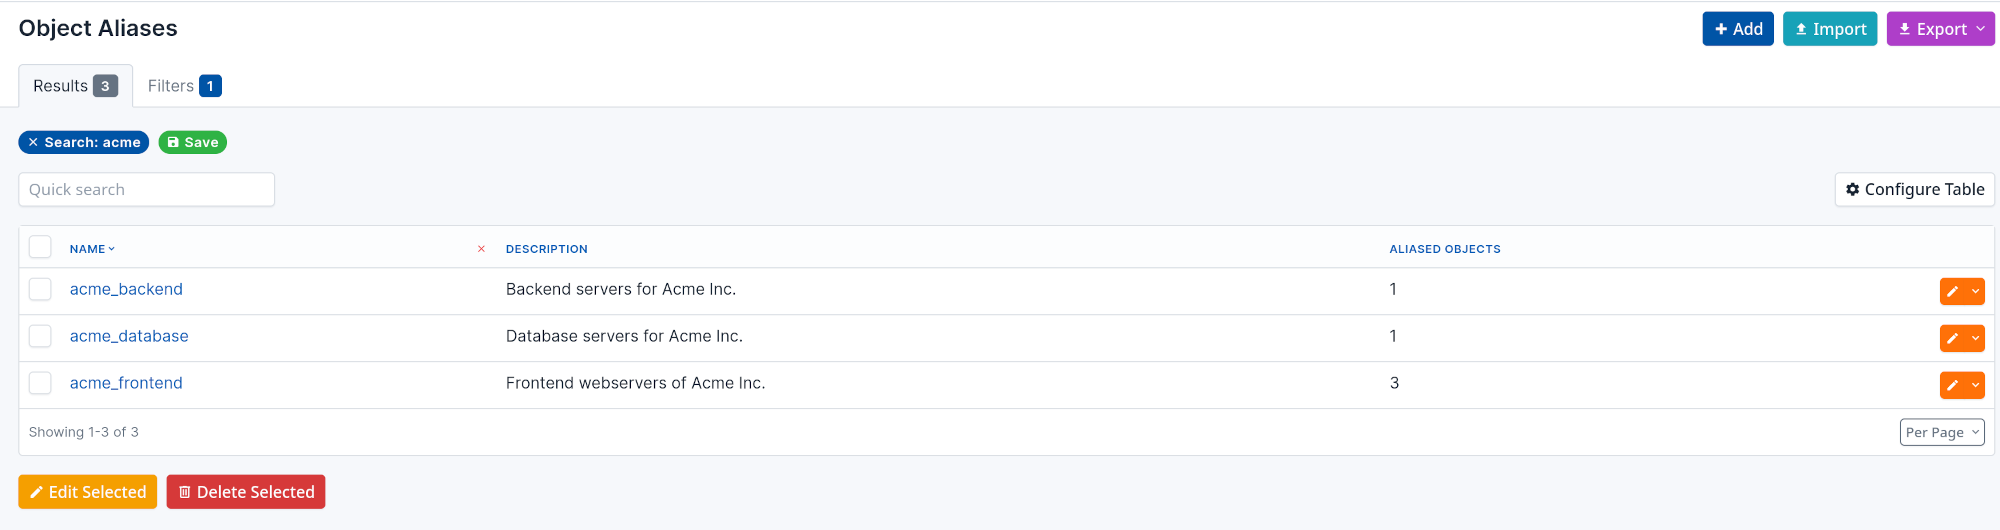 Object Aliases
Add Import Export
Results 3 Filters 1
Search: acme Save
Quick search
Configure Table
NAME DESCRIPTION ALIASED OBJECTS
acme_backend Backend servers for Acme Inc. 1
acme_database Database servers for Acme Inc. 1
acme_frontend Frontend webservers of Acme Inc. 3
Showing 1-3 of 3 Per Page
Edit Selected Delete Selected